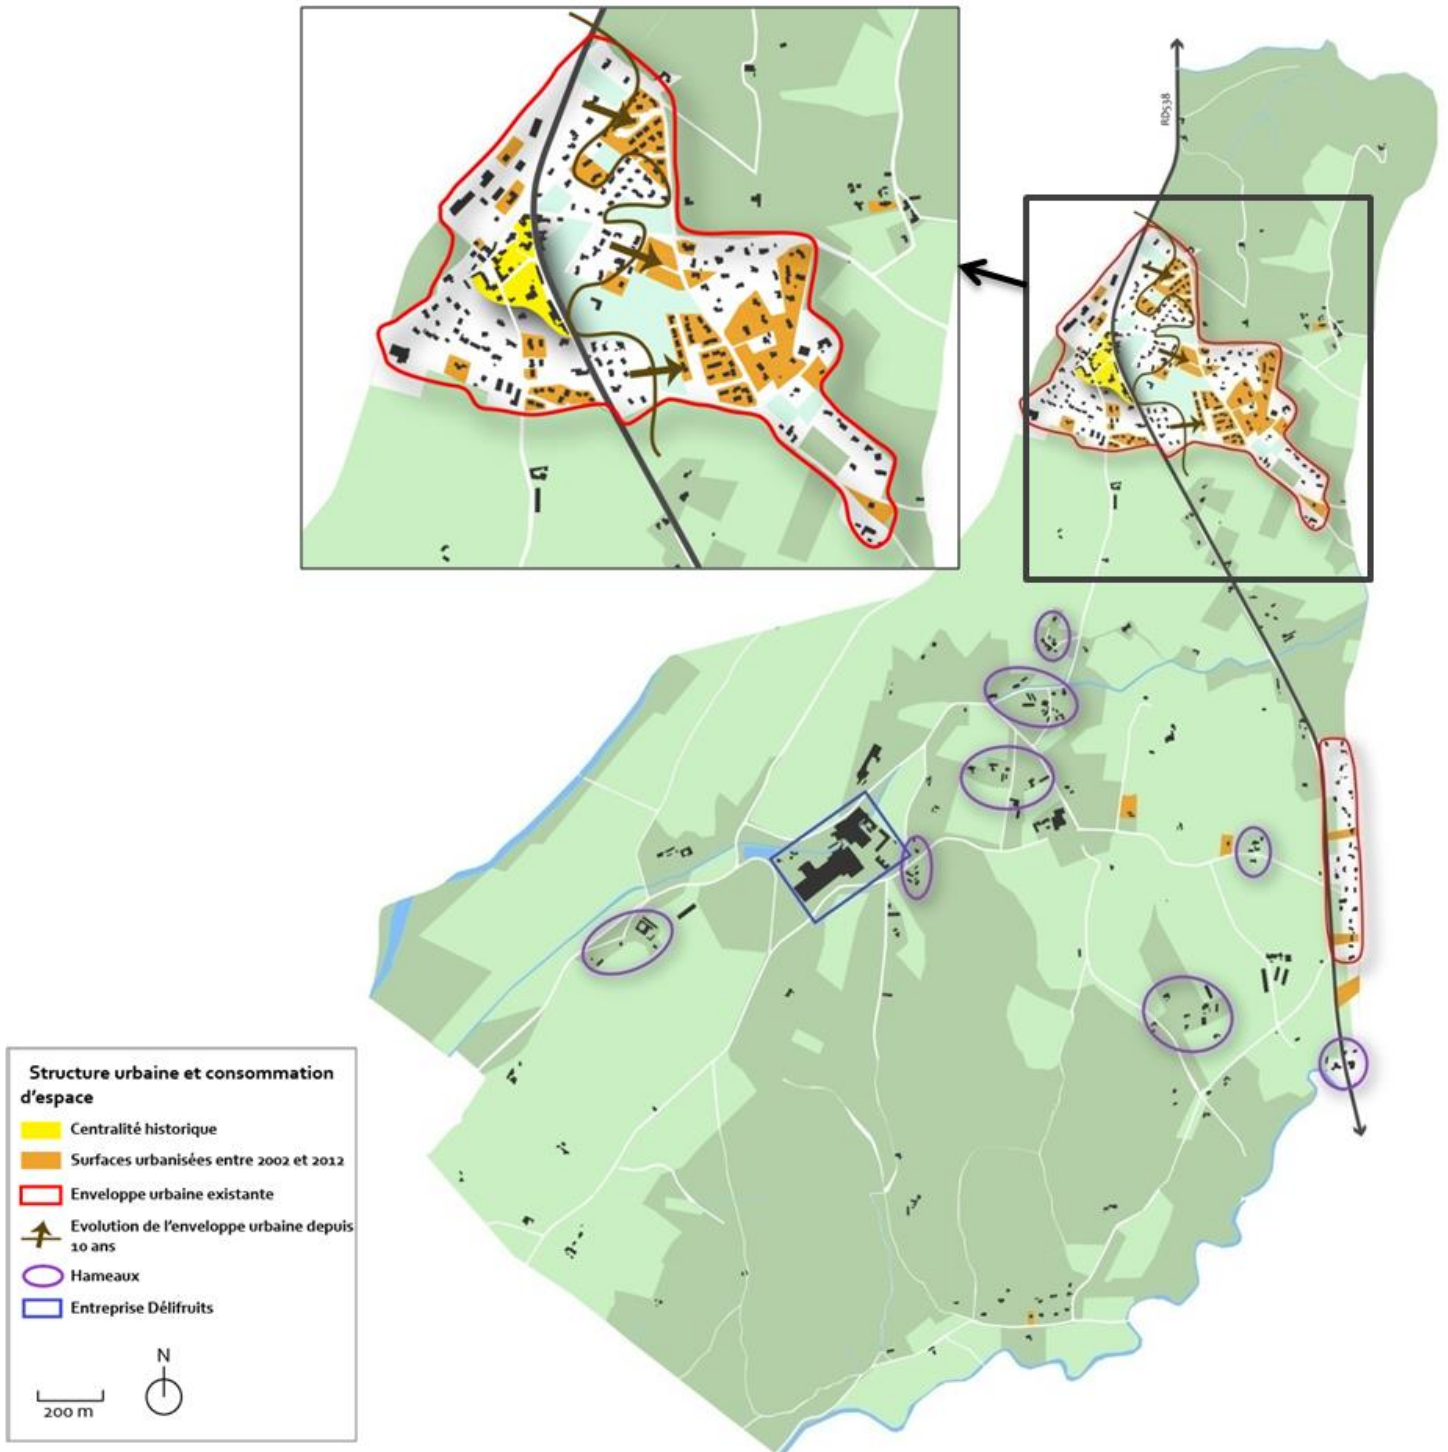 RD538
Structure urbaine et consommation
d'espace
Centralité historique
Surfaces urbanisées entre 2002 et 2012
Enveloppe urbaine existante
Evolution de l'enveloppe urbaine depuis
10 ans
Hameaux
Entreprise Délifruits
N
200 m